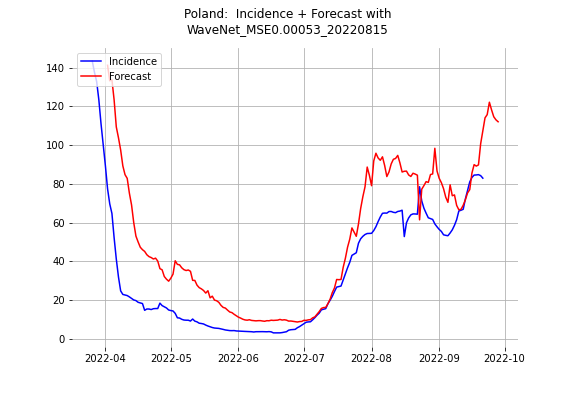 Poland:  Incidence + Forecast with
WaveNet_MSE0.00053_20220815
Incidence
Forecast
140
120
100
80
60
40
20
0
2022-04 2022-05 2022-06 2022-07 2022-08 2022-09 2022-10